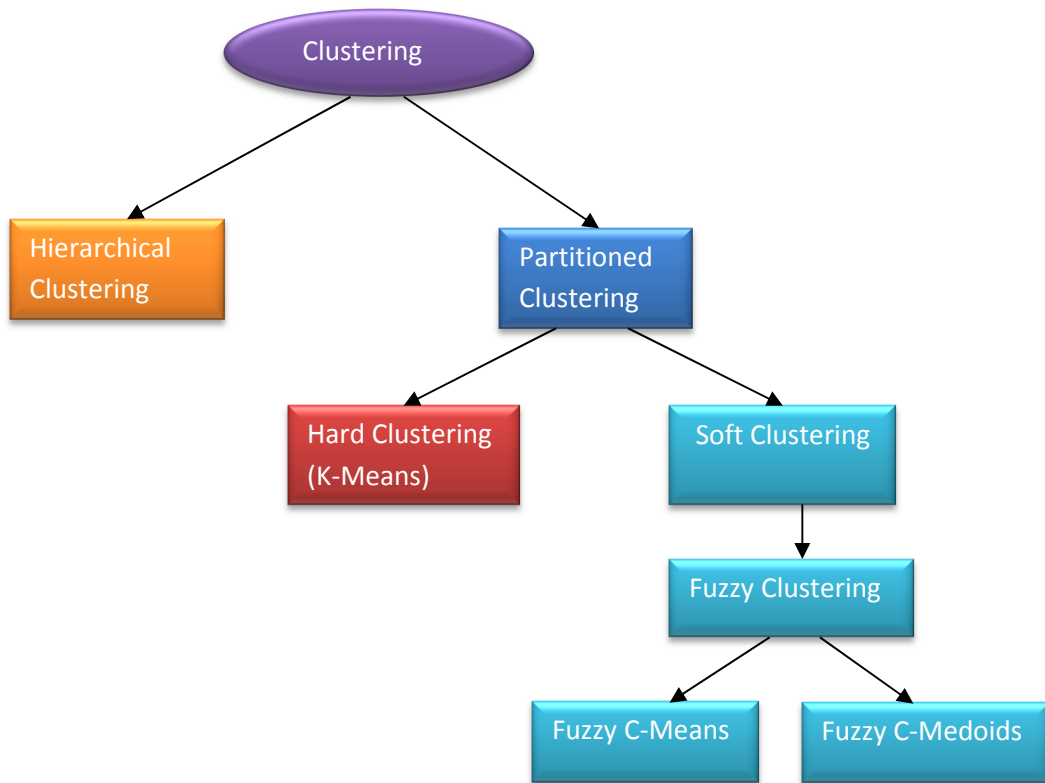 Clustering
Hierarchical
Clustering
Partitioned
Clustering
Hard Clustering
(K-Means)
Soft Clustering
Fuzzy Clustering
Fuzzy C-Means
Fuzzy C-Medoids